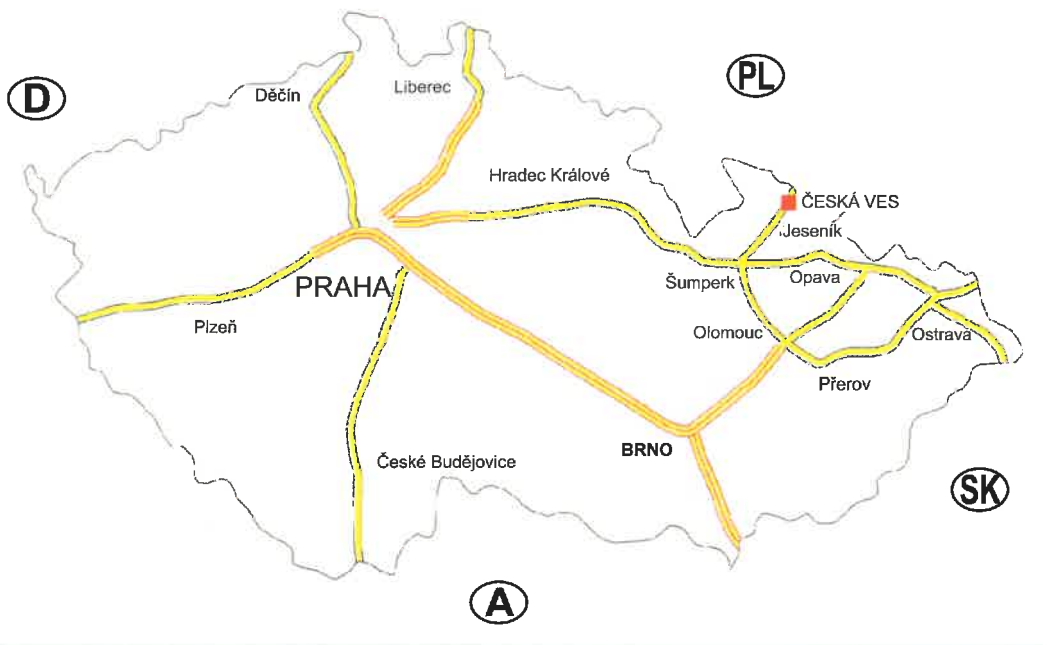 D
Děčín
Liberec
PL
Hradec Králové
ČESKÁ VES
Jeseník
Šumperk
Opava
PRAHA
Plzeň
Olomouc
Ostrava
Přerov
BRNO
České Budějovice
SK
A